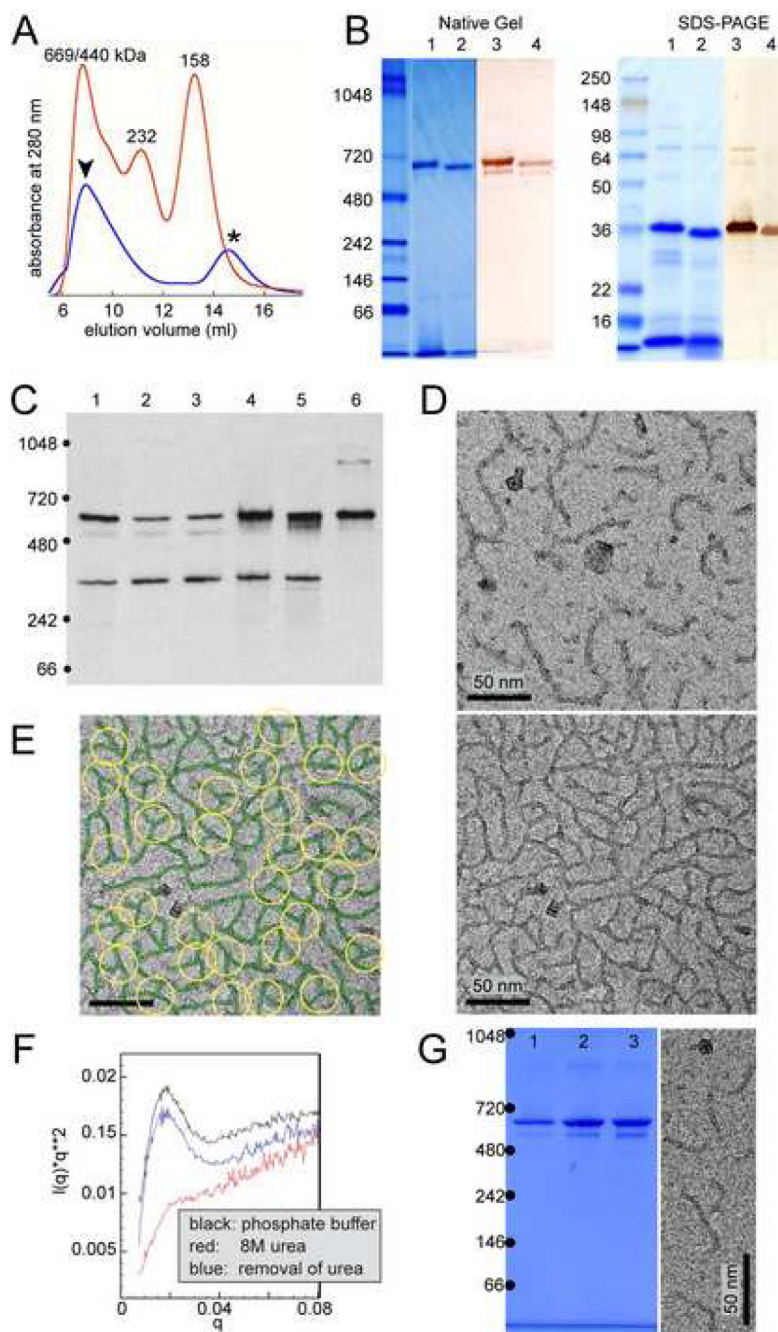 A
669/440 kDa
158
232
*
absorbance at 280 nm
6 8 10 12 14 16
elution volume (ml)
B
Native Gel
1 2 3 4
1048
720
480
242
146
66
SDS-PAGE
1 2 3 4
250
148
98
64
50
36
22
16
C
1 2 3 4 5 6
1048
720
480
242
66
D
50 nm
50 nm
E
F
0.02
0.15
0.01
0.005
I(q)*q**2
black: phosphate buffer
red: 8M urea
blue: removal of urea
0 0.04 0.08
q
G
1 2 3
1048
720
480
242
146
66
50 nm